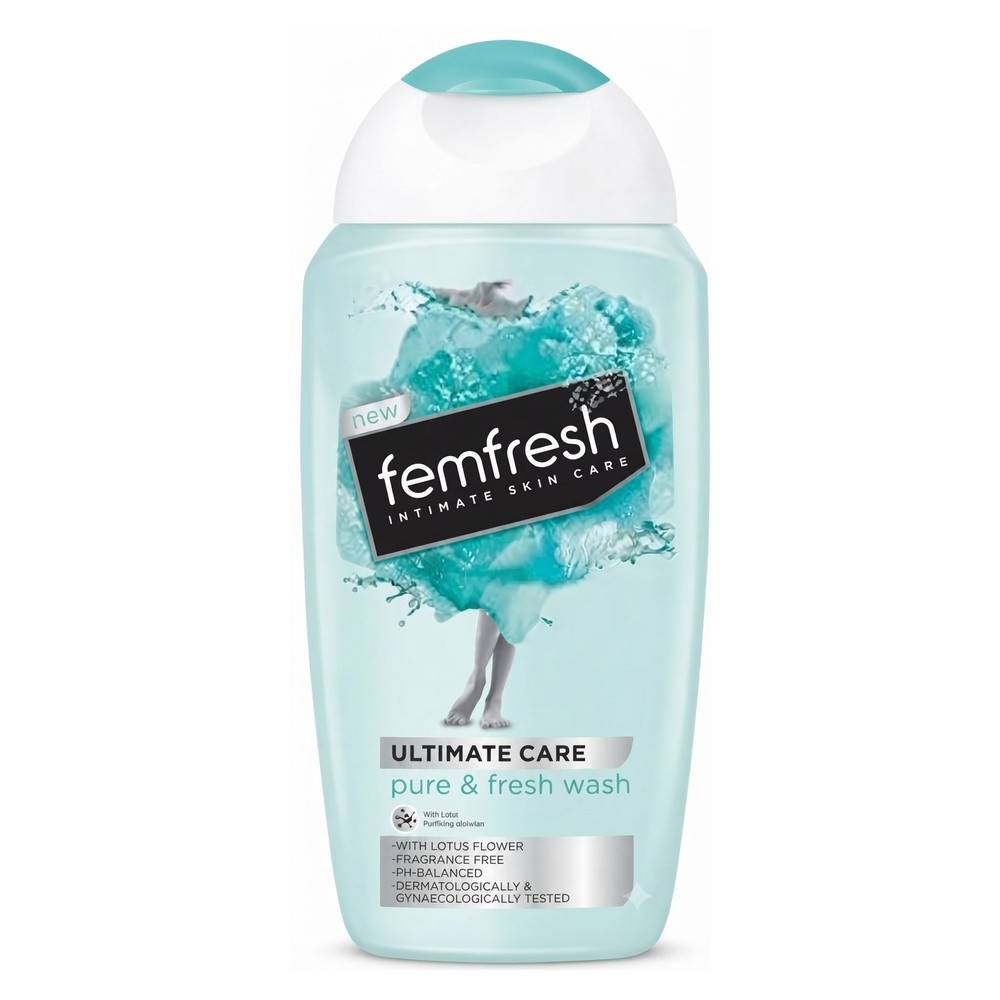 new
femfresh
INTIMATE SKIN CARE
ULTIMATE CARE
pure & fresh wash
With Lotut
Purfiking alolwlan
-WITH LOTUS FLOWER
-FRAGRANCE FREE
-PH-BALANCED
-DERMATOLOGICALLY &
GYNAECOLOGICALLY TESTED